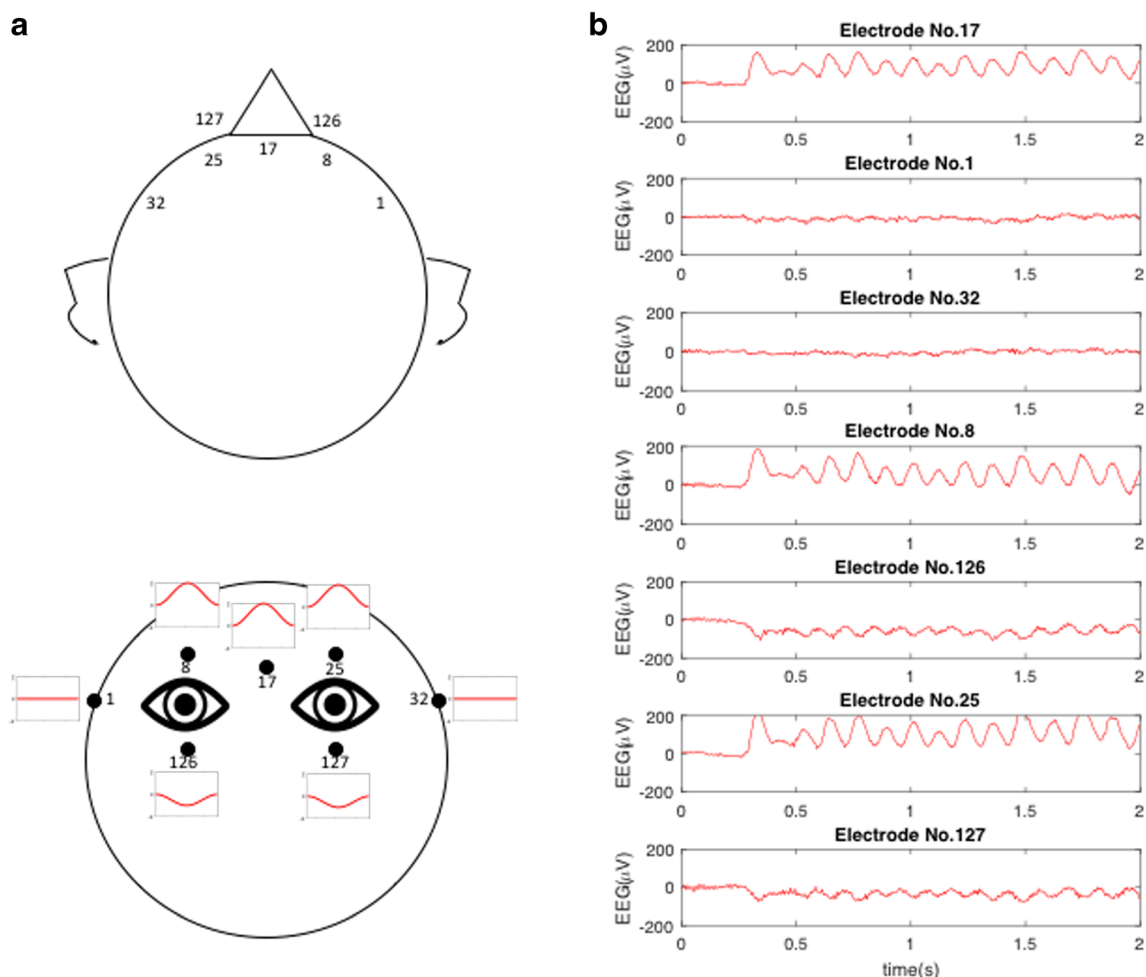 a
127 126
25 17 8
32 1
8 25
17
1 32
126 127
b
Electrode No.17
EEG(μV)
200
0
-200
0 0.5 1 1.5 2
Electrode No.1
EEG(μV)
200
0
-200
0 0.5 1 1.5 2
Electrode No.32
EEG(μV)
200
0
-200
0 0.5 1 1.5 2
Electrode No.8
EEG(μV)
200
0
-200
0 0.5 1 1.5 2
Electrode No.126
EEG(μV)
200
0
-200
0 0.5 1 1.5 2
Electrode No.25
EEG(μV)
200
0
-200
0 0.5 1 1.5 2
Electrode No.127
EEG(μV)
200
0
-200
0 0.5 1 1.5 2
time(s)